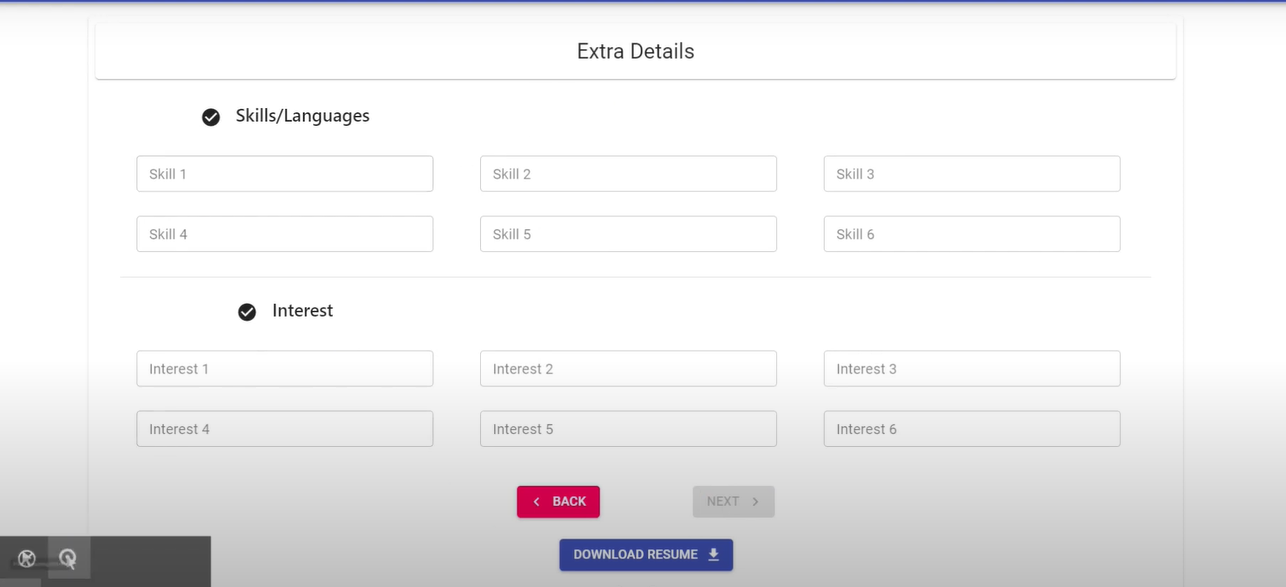 Extra Details
Skills/Languages
Skill 1 Skill 2 Skill 3
Skill 4 Skill 5 Skill 6
Interest
Interest 1 Interest 2 Interest 3
Interest 4 Interest 5 Interest 6
BACK NEXT
DOWNLOAD RESUME